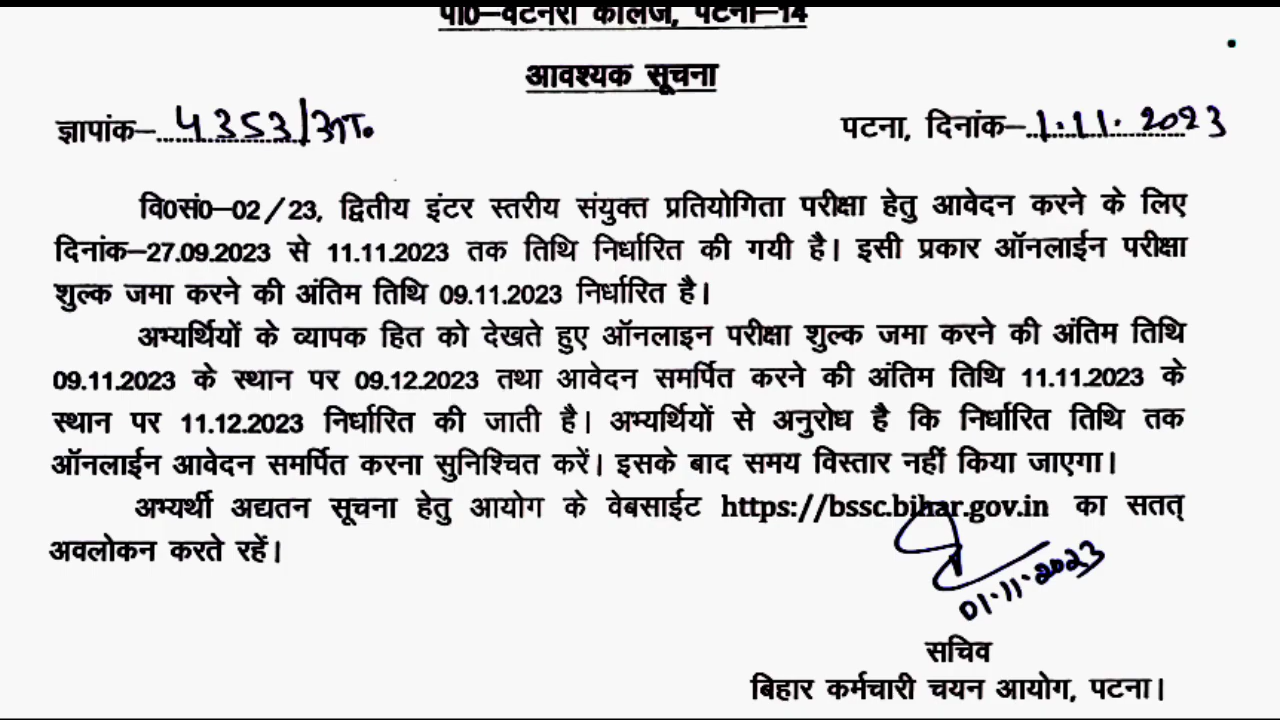 पी0–वेटनरी कॉलेज, पटना–14
आवश्यक सूचना
ज्ञापांक–4353/आ०
पटना, दिनांक–1.11.2023
वि0सं0–02/23, द्वितीय इंटर स्तरीय संयुक्त प्रतियोगिता परीक्षा हेतु आवेदन करने के लिए
दिनांक–27.09.2023 से 11.11.2023 तक तिथि निर्धारित की गयी है। इसी प्रकार ऑनलाईन परीक्षा
शुल्क जमा करने की अंतिम तिथि 09.11.2023 निर्धारित है।
अभ्यर्थियों के व्यापक हित को देखते हुए ऑनलाइन परीक्षा शुल्क जमा करने की अंतिम तिथि
09.11.2023 के स्थान पर 09.12.2023 तथा आवेदन समर्पित करने की अंतिम तिथि 11.11.2023 के
स्थान पर 11.12.2023 निर्धारित की जाती है। अभ्यर्थियों से अनुरोध है कि निर्धारित तिथि तक
ऑनलाईन आवेदन समर्पित करना सुनिश्चित करें। इसके बाद समय विस्तार नहीं किया जाएगा।
अभ्यर्थी अद्यतन सूचना हेतु आयोग के वेबसाईट https://bssc.bihar.gov.in का सतत्
अवलोकन करते रहें।
01.11.2023
सचिव
बिहार कर्मचारी चयन आयोग, पटना।